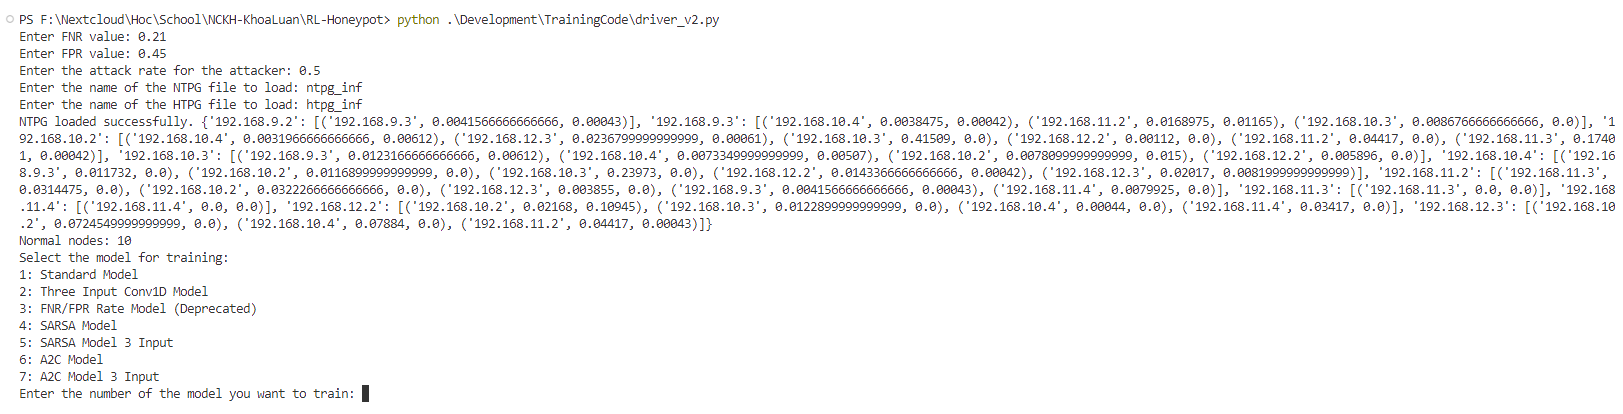 PS F:\Nextcloud\Hoc\School\NCKH-KhoaLuan\RL-Honeypot> python .\Development\TrainingCode\driver_v2.py
Enter FNR value: 0.21
Enter FPR value: 0.45
Enter the attack rate for the attacker: 0.5
Enter the name of the NTPG file to load: ntpg_inf
Enter the name of the HTPG file to load: htpg_inf
NTPG loaded successfully. {'192.168.9.2': [('192.168.9.3', 0.0041566666666666, 0.00043)], '192.168.9.3': [('192.168.10.4', 0.0038475, 0.00042), ('192.168.11.2', 0.0168975, 0.01165), ('192.168.10.3', 0.0086766666666666, 0.0)], '1
92.168.10.2': [('192.168.10.4', 0.0031966666666666, 0.00612), ('192.168.12.3', 0.0236799999999999, 0.00061), ('192.168.10.3', 0.41509, 0.0), ('192.168.12.2', 0.00112, 0.0), ('192.168.11.2', 0.04417, 0.0), ('192.168.11.3', 0.1740
1, 0.00042)], '192.168.10.3': [('192.168.9.3', 0.0123166666666666, 0.00612), ('192.168.10.4', 0.0073349999999999, 0.00507), ('192.168.10.2', 0.0078099999999999, 0.015), ('192.168.12.2', 0.005896, 0.0)], '192.168.10.4': [('192.16
8.9.3', 0.011732, 0.0), ('192.168.10.2', 0.0116899999999999, 0.0), ('192.168.10.3', 0.23973, 0.0), ('192.168.12.2', 0.0143366666666666, 0.00042), ('192.168.12.3', 0.02017, 0.0081999999999999)], '192.168.11.2': [('192.168.11.3',
0.0314475, 0.0), ('192.168.10.2', 0.0322266666666666, 0.0), ('192.168.12.3', 0.003855, 0.0), ('192.168.9.3', 0.0041566666666666, 0.00043), ('192.168.11.4', 0.0079925, 0.0)], '192.168.11.3': [('192.168.11.3', 0.0, 0.0)], '192.168
.11.4': [('192.168.11.4', 0.0, 0.0)], '192.168.12.2': [('192.168.10.2', 0.02168, 0.10945), ('192.168.10.3', 0.0122899999999999, 0.0), ('192.168.10.4', 0.00044, 0.0), ('192.168.11.4', 0.03417, 0.0)], '192.168.12.3': [('192.168.10
.2', 0.0724549999999999, 0.0), ('192.168.10.4', 0.07884, 0.0), ('192.168.11.2', 0.04417, 0.00043)]}
Normal nodes: 10
Select the model for training:
1: Standard Model
2: Three Input Conv1D Model
3: FNR/FPR Rate Model (Deprecated)
4: SARSA Model
5: SARSA Model 3 Input
6: A2C Model
7: A2C Model 3 Input
Enter the number of the model you want to train: